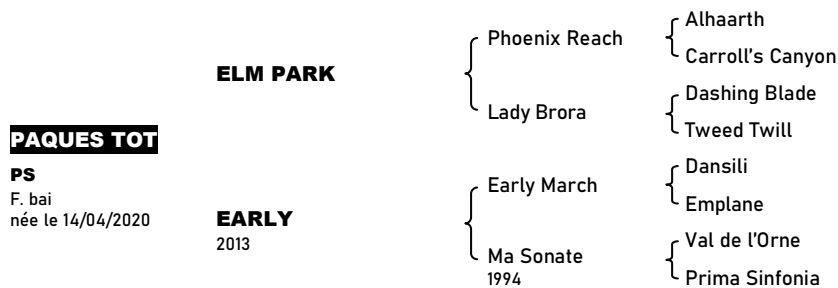 PAQUES TOT
PS
F. bai
née le 14/04/2020
ELM PARK
EARLY
2013
Phoenix Reach
Lady Brora
Early March
Ma Sonate
1994
Alhaarth
Carroll's Canyon
Dashing Blade
Tweed Twill
Dansili
Emplane
Val de l'Orne
Prima Sinfonia